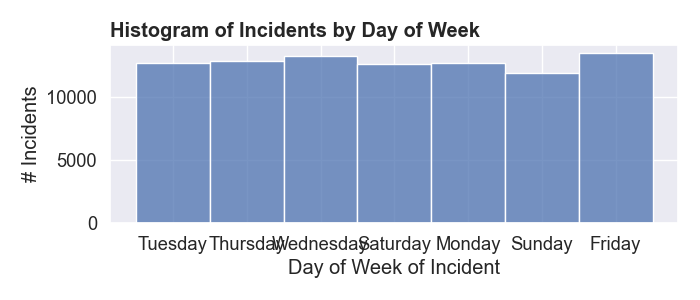 Histogram of Incidents by Day of Week
# Incidents
10000
5000
0
Tuesday Thursday Wednesday Saturday Monday Sunday Friday
Day of Week of Incident